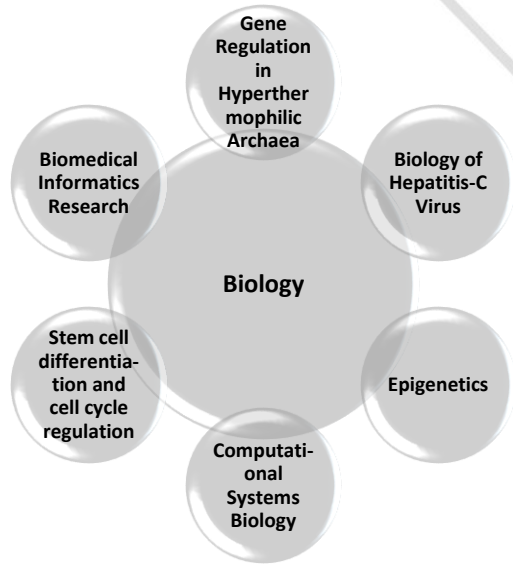 Gene
Regulation
in
Hyperther
mophilic
Archaea
Biomedical
Informatics
Research
Biology of
Hepatitis-C
Virus
Biology
Stem cell
differentia-
tion and
cell cycle
regulation
Epigenetics
Computati-
onal
Systems
Biology